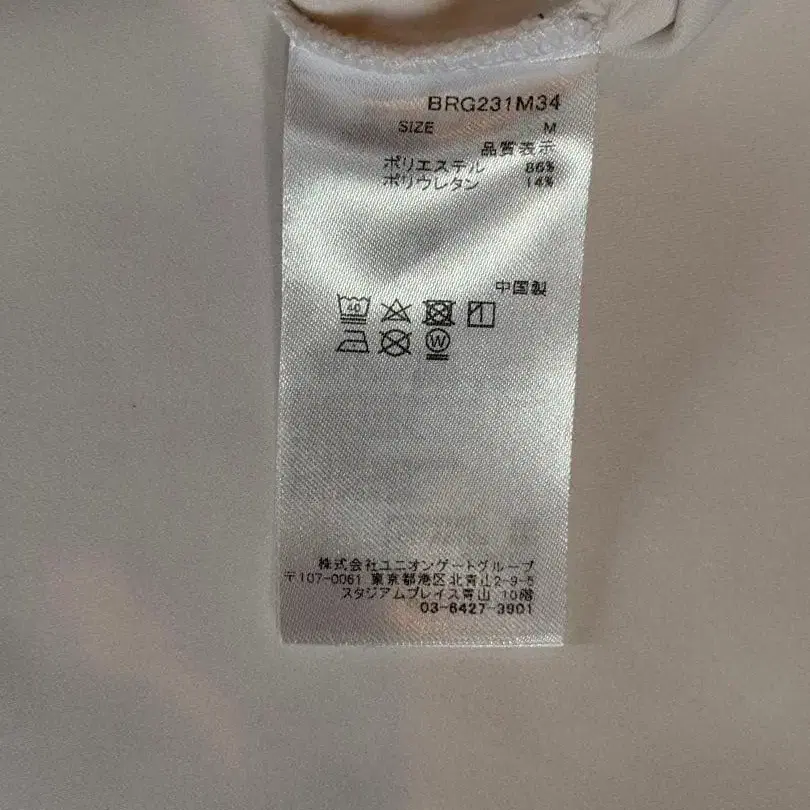 BRG231M34
SIZE M
品質表示
ポリエステル 86%
ポリウレタン 14%
中国製
40
W
株式会社ユニオンゲートグループ
〒107-0061 東京都港区北青山2-9-5
スタジアムプレイス青山 10階
03-6427-3901